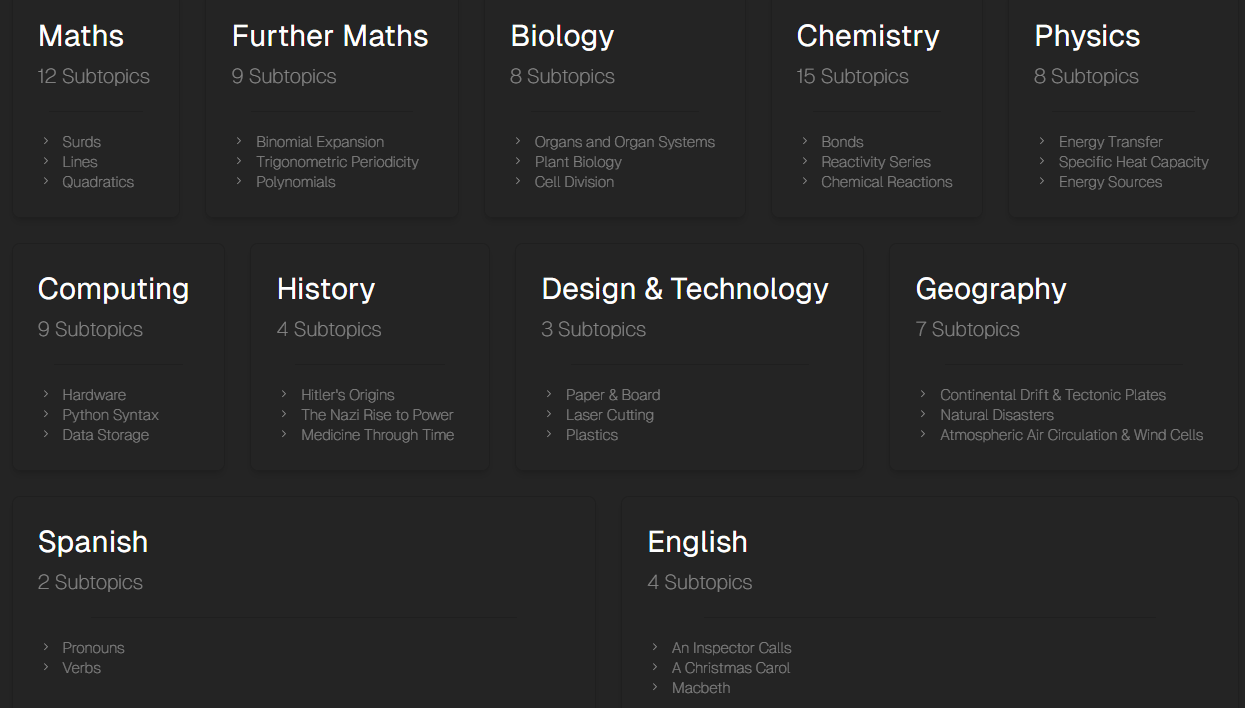 Maths
12 Subtopics
Surds
Lines
Quadratics
Further Maths
9 Subtopics
Binomial Expansion
Trigonometric Periodicity
Polynomials
Biology
8 Subtopics
Organs and Organ Systems
Plant Biology
Cell Division
Chemistry
15 Subtopics
Bonds
Reactivity Series
Chemical Reactions
Physics
8 Subtopics
Energy Transfer
Specific Heat Capacity
Energy Sources
Computing
9 Subtopics
Hardware
Python Syntax
Data Storage
History
4 Subtopics
Hitler's Origins
The Nazi Rise to Power
Medicine Through Time
Design & Technology
3 Subtopics
Paper & Board
Laser Cutting
Plastics
Geography
7 Subtopics
Continental Drift & Tectonic Plates
Natural Disasters
Atmospheric Air Circulation & Wind Cells
Spanish
2 Subtopics
Pronouns
Verbs
English
4 Subtopics
An Inspector Calls
A Christmas Carol
Macbeth